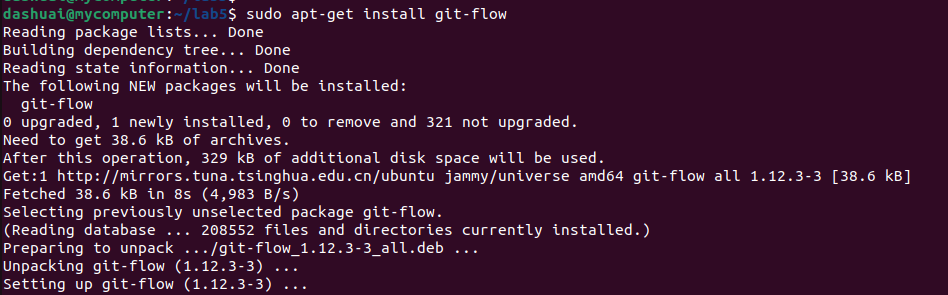 dashuai@mycomputer:~/lab5$
dashuai@mycomputer:~/lab5$ sudo apt-get install git-flow
Reading package lists... Done
Building dependency tree... Done
Reading state information... Done
The following NEW packages will be installed:
  git-flow
0 upgraded, 1 newly installed, 0 to remove and 321 not upgraded.
Need to get 38.6 kB of archives.
After this operation, 329 kB of additional disk space will be used.
Get:1 http://mirrors.tuna.tsinghua.edu.cn/ubuntu jammy/universe amd64 git-flow all 1.12.3-3 [38.6 kB]
Fetched 38.6 kB in 8s (4,983 B/s)
Selecting previously unselected package git-flow.
(Reading database ... 208552 files and directories currently installed.)
Preparing to unpack .../git-flow_1.12.3-3_all.deb ...
Unpacking git-flow (1.12.3-3) ...
Setting up git-flow (1.12.3-3) ...